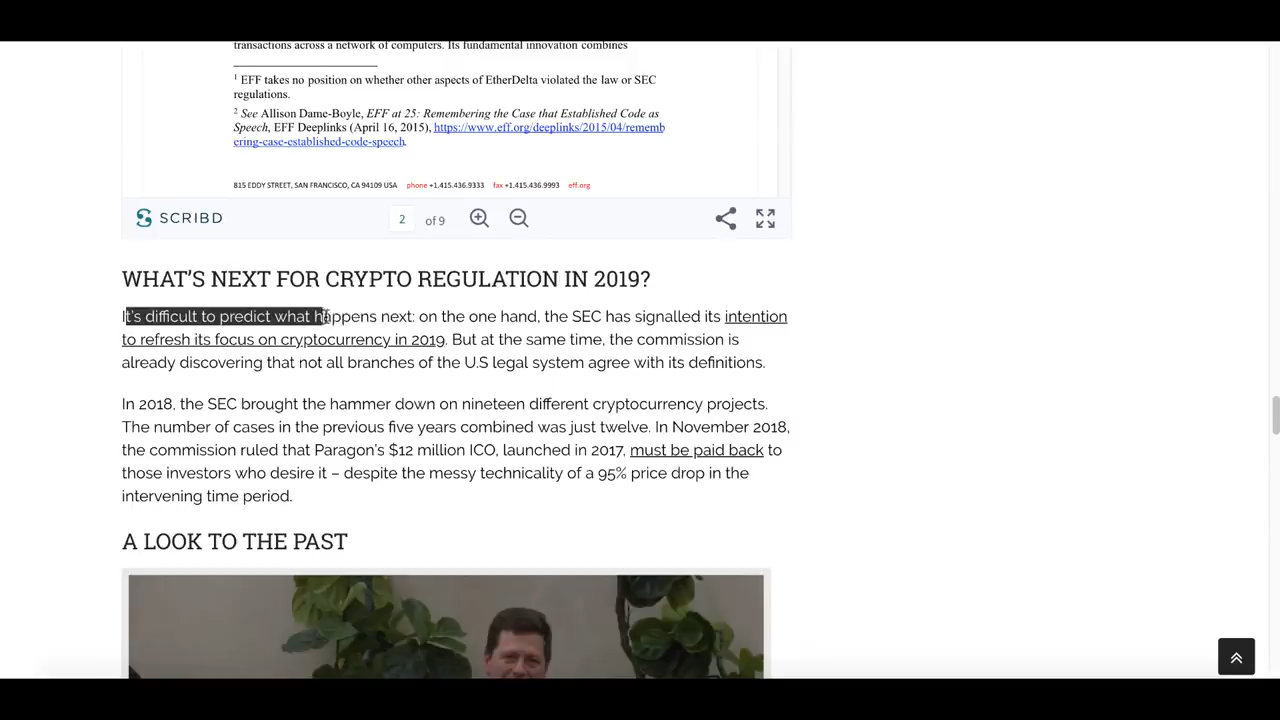 transactions across a network of computers. Its fundamental innovation combines
1 EFF takes no position on whether other aspects of EtherDelta violated the law or SEC
regulations.
2 See Allison Dame-Boyle, EFF at 25: Remembering the Case that Established Code as
Speech, EFF Deeplinks (April 16, 2015), https://www.eff.org/deeplinks/2015/04/rememb
ering-case-established-code-speech.
815 EDDY STREET, SAN FRANCISCO, CA 94109 USA phone +1.415.436.9333 fax +1.415.436.9993 eff.org
SCRIBD 2 of 9
WHAT'S NEXT FOR CRYPTO REGULATION IN 2019?
It's difficult to predict what happens next: on the one hand, the SEC has signalled its intention
to refresh its focus on cryptocurrency in 2019. But at the same time, the commission is
already discovering that not all branches of the U.S legal system agree with its definitions.
In 2018, the SEC brought the hammer down on nineteen different cryptocurrency projects.
The number of cases in the previous five years combined was just twelve. In November 2018,
the commission ruled that Paragon's $12 million ICO, launched in 2017, must be paid back to
those investors who desire it – despite the messy technicality of a 95% price drop in the
intervening time period.
A LOOK TO THE PAST